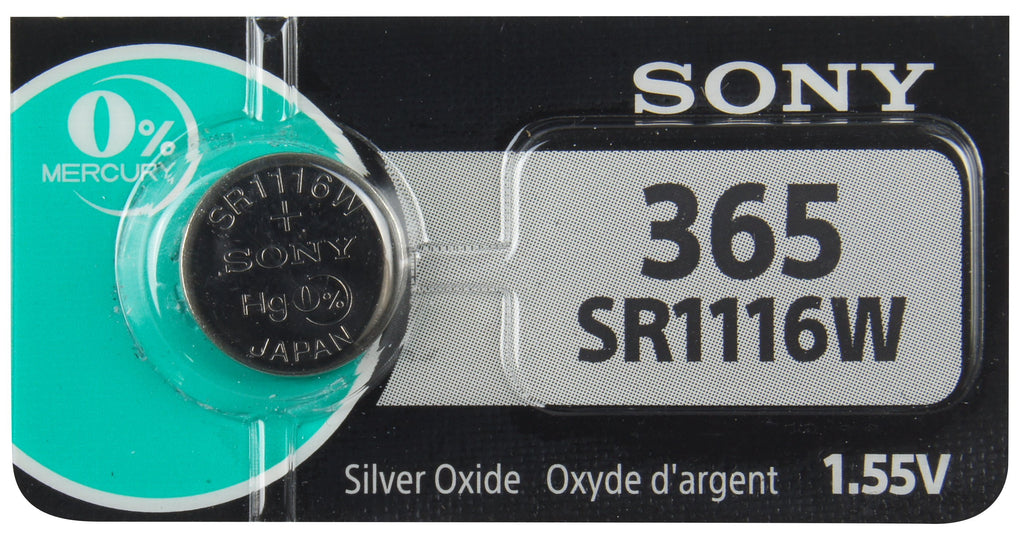 0%
MERCURY
SR1116W
+
SONY
Hg 0%
JAPAN
SONY
365
SR1116W
Silver Oxide Oxyde d'argent 1.55V